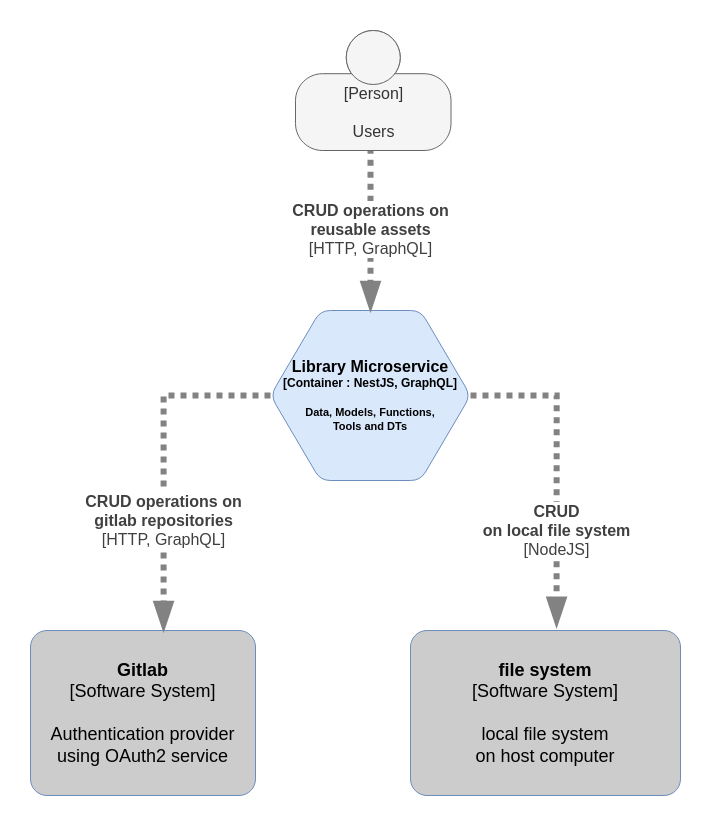 [Person]
Users
CRUD operations on
reusable assets
[HTTP, GraphQL]
Library Microservice
[Container : NestJS, GraphQL]
Data, Models, Functions,
Tools and DTs
CRUD operations on
gitlab repositories
[HTTP, GraphQL]
CRUD
on local file system
[NodeJS]
Gitlab
[Software System]
Authentication provider
using OAuth2 service
file system
[Software System]
local file system
on host computer